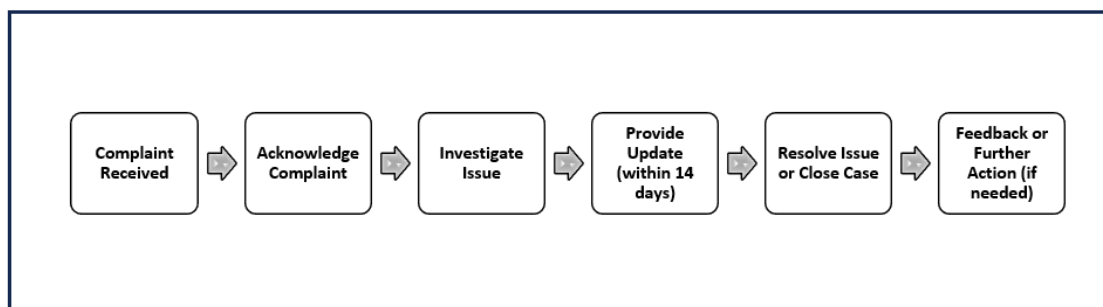 Complaint
Received
Acknowledge
Complaint
Investigate
Issue
Provide
Update
(within 14
days)
Resolve Issue
or Close Case
Feedback or
Further
Action (if
needed)